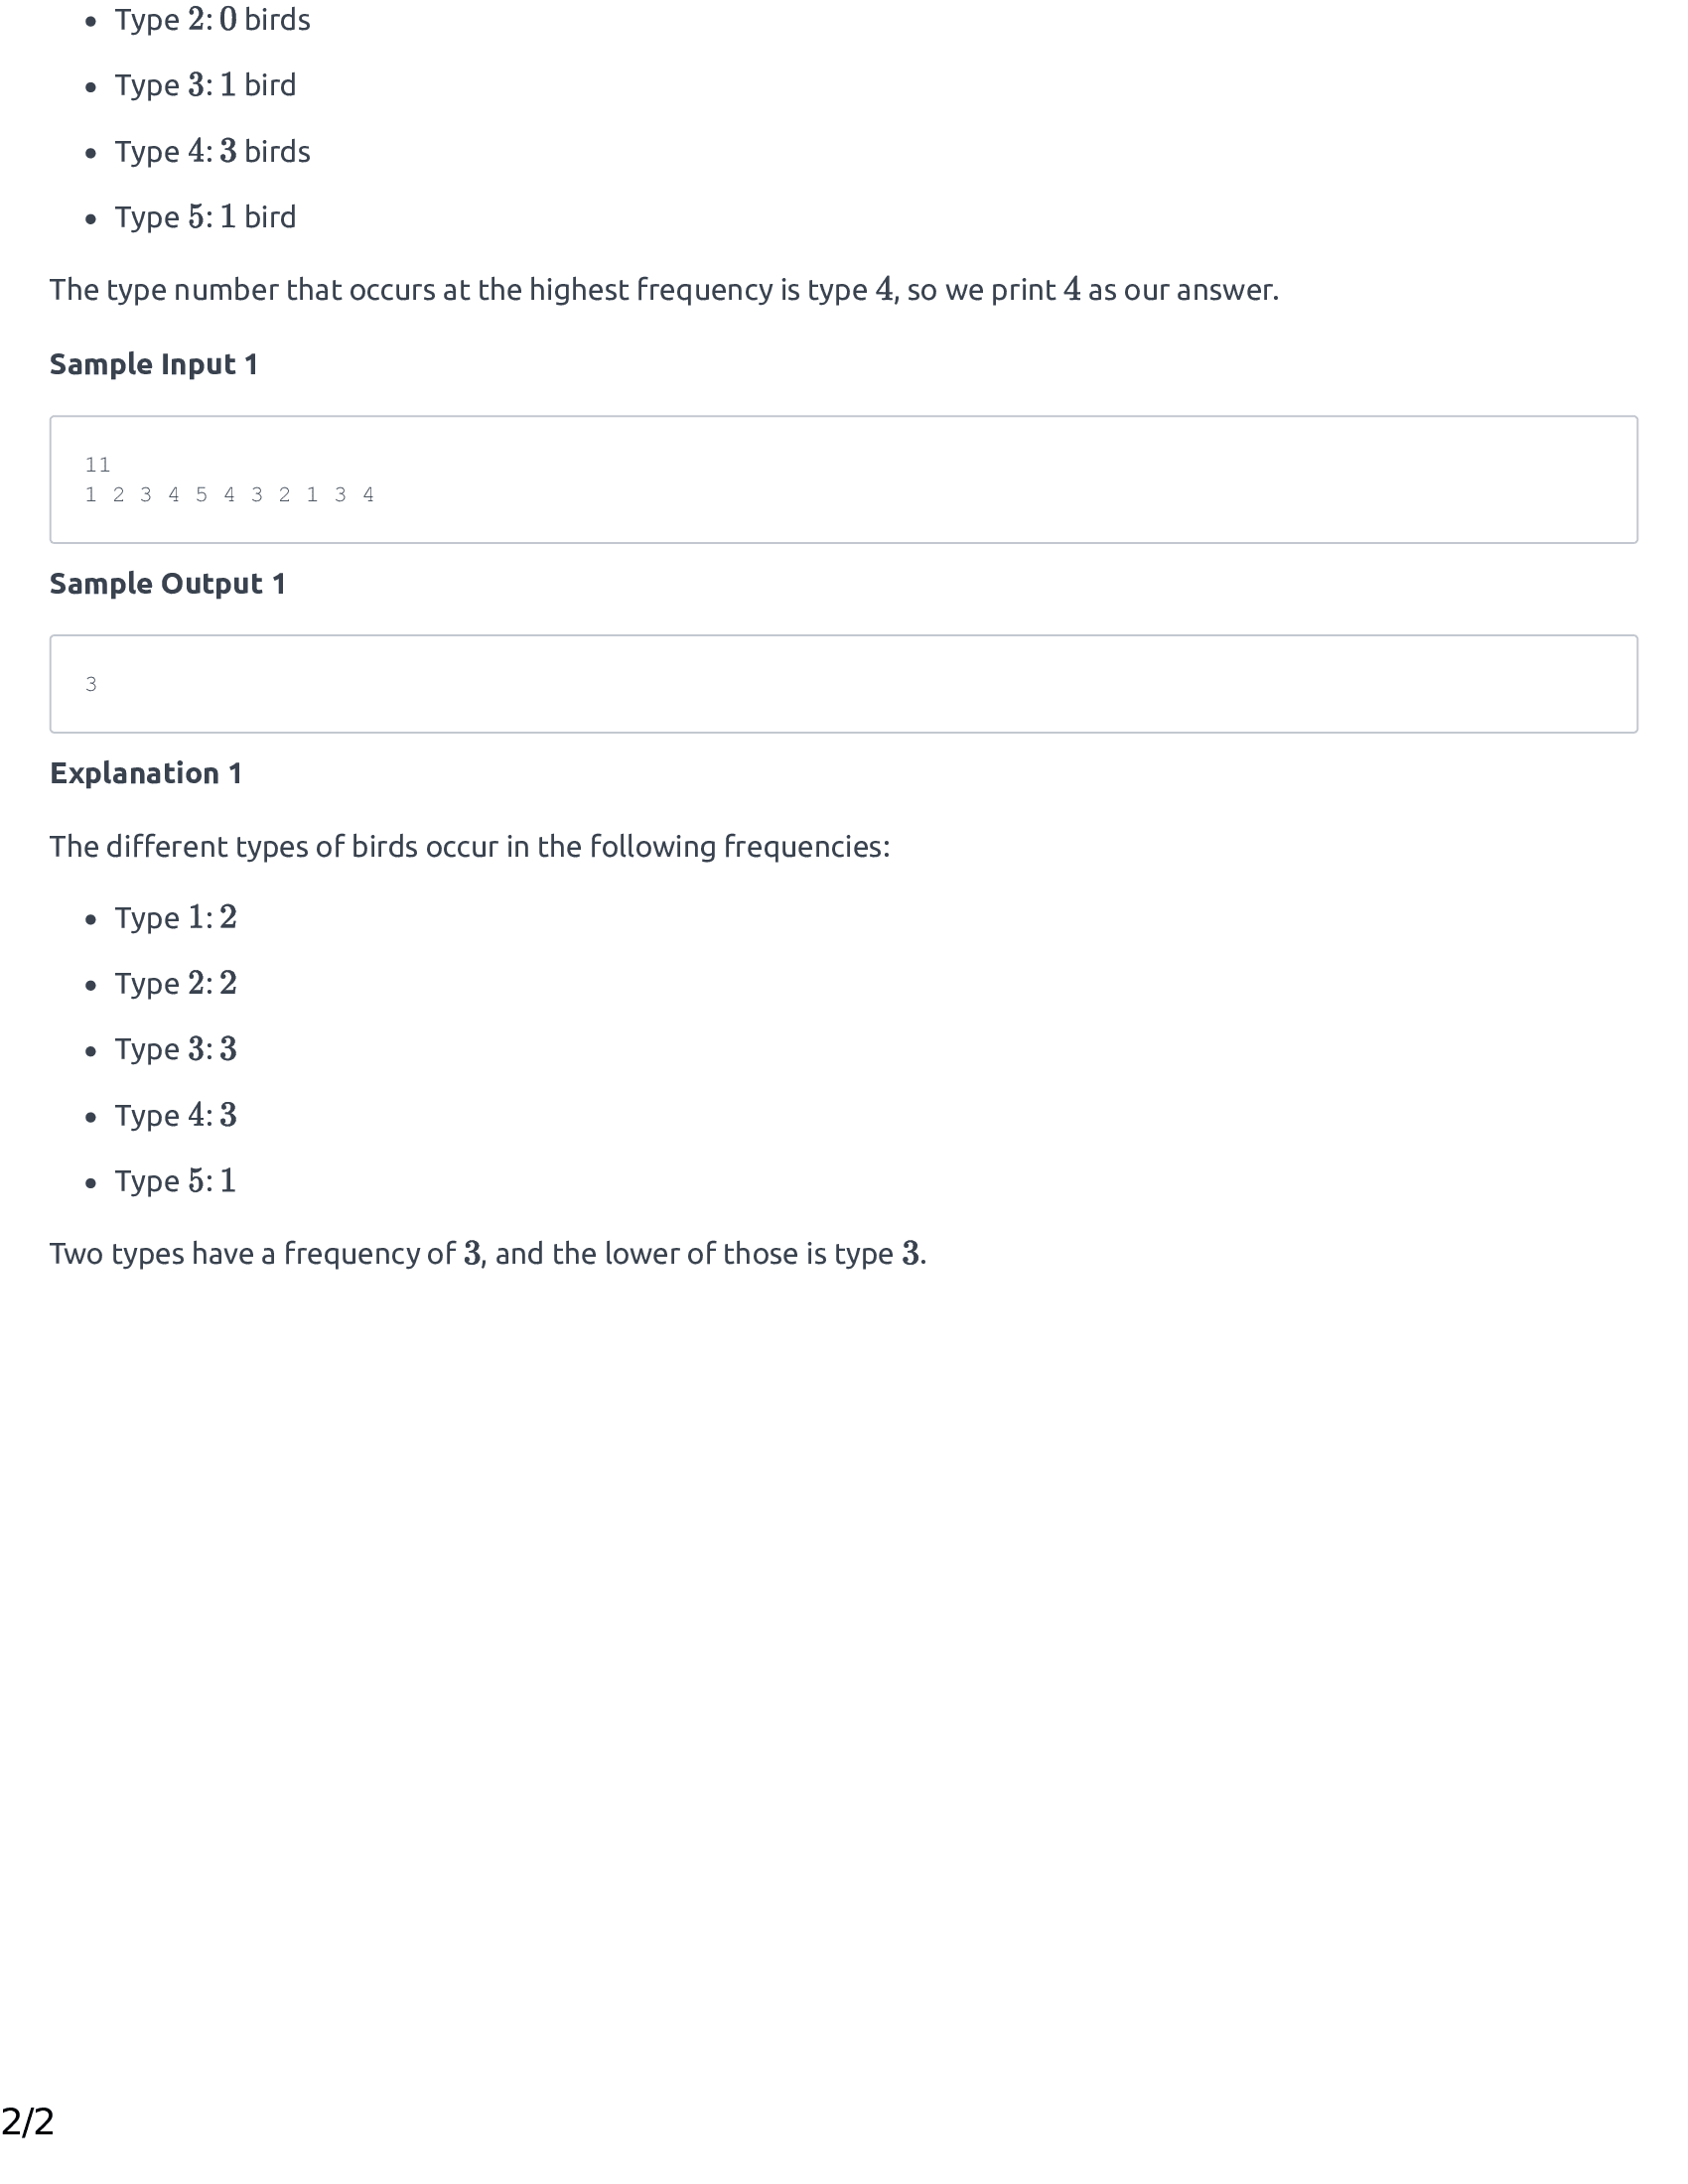 • Type 2: 0 birds
• Type 3: 1 bird
• Type 4: 3 birds
• Type 5: 1 bird
The type number that occurs at the highest frequency is type 4, so we print 4 as our answer.
Sample Input 1
11
1 2 3 4 5 4 3 2 1 3 4
Sample Output 1
3
Explanation 1
The different types of birds occur in the following frequencies:
• Type 1: 2
• Type 2: 2
• Type 3: 3
• Type 4: 3
• Type 5: 1
Two types have a frequency of 3, and the lower of those is type 3.
2/2